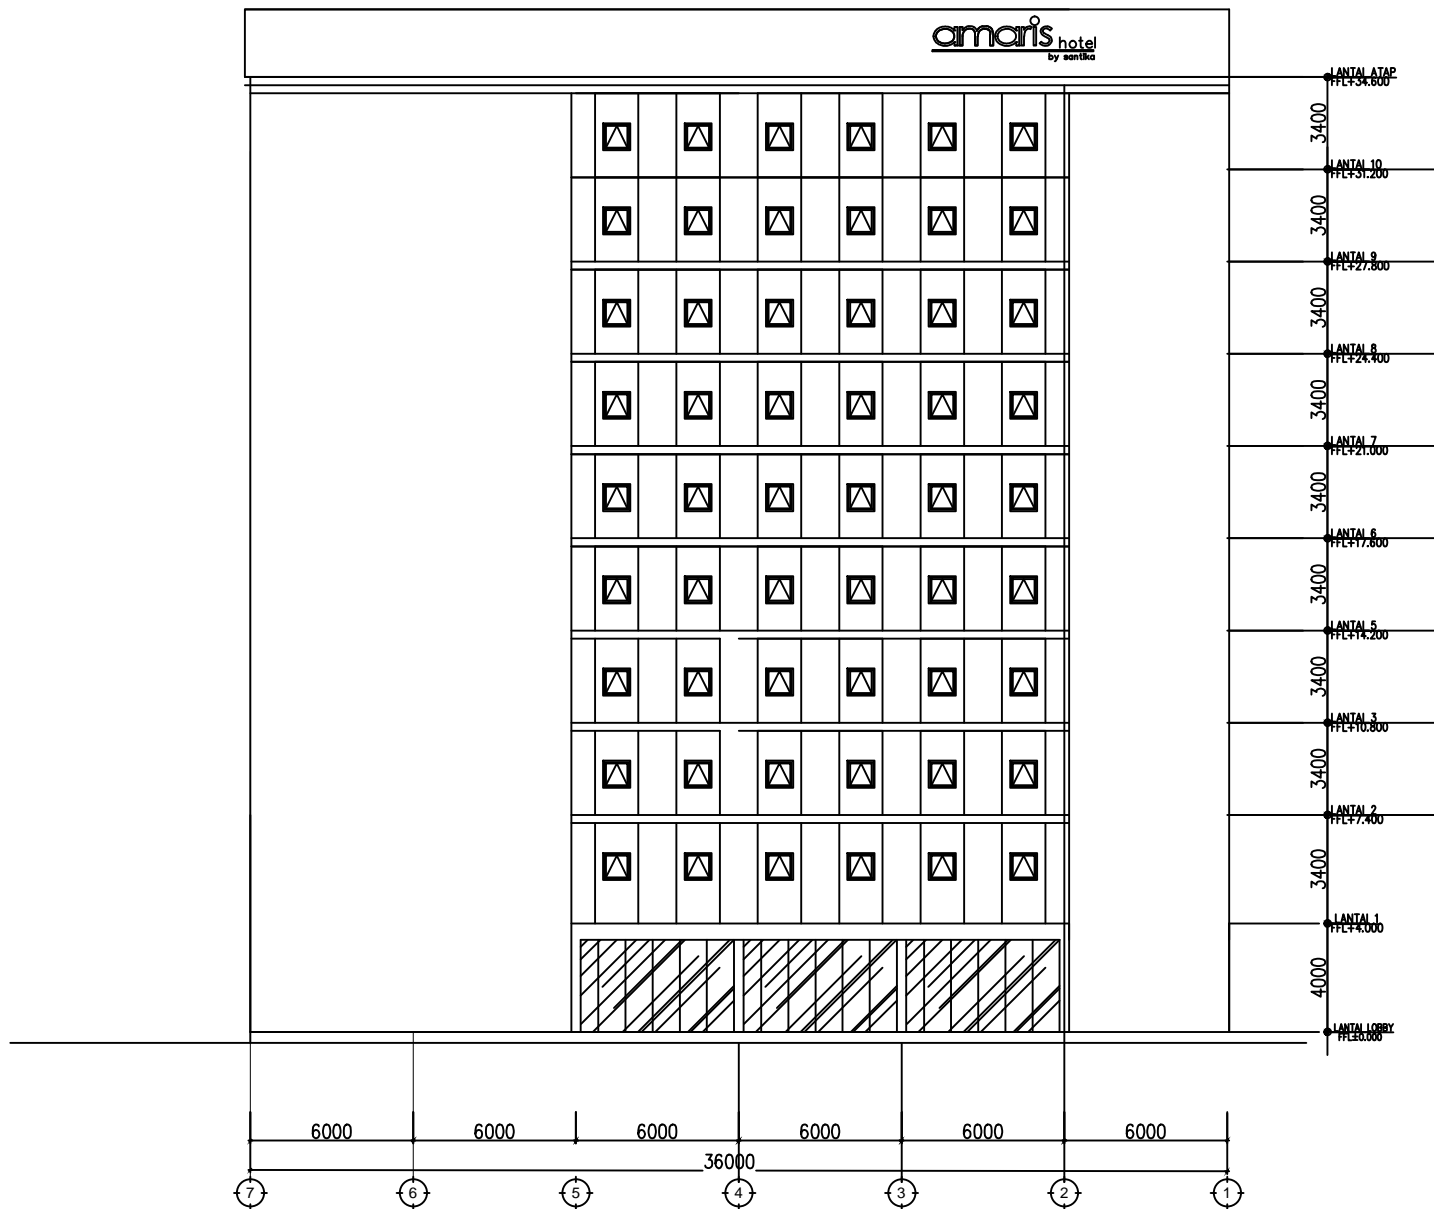 amaris hotel
by santika
LANTAI ATAP
FFL+34.600
3400
LANTAI 10
FFL+31.200
3400
LANTAI 9
FFL+27.800
3400
LANTAI 8
FFL+24.400
3400
LANTAI 7
FFL+21.000
3400
LANTAI 6
FFL+17.600
3400
LANTAI 5
FFL+14.200
3400
LANTAI 3
FFL+10.800
3400
LANTAI 2
FFL+7.400
3400
LANTAI 1
FFL+4.000
4000
LANTAI LOBBY
FFL±0.000
6000 6000 6000 6000 6000 6000
36000
7 6 5 4 3 2 1